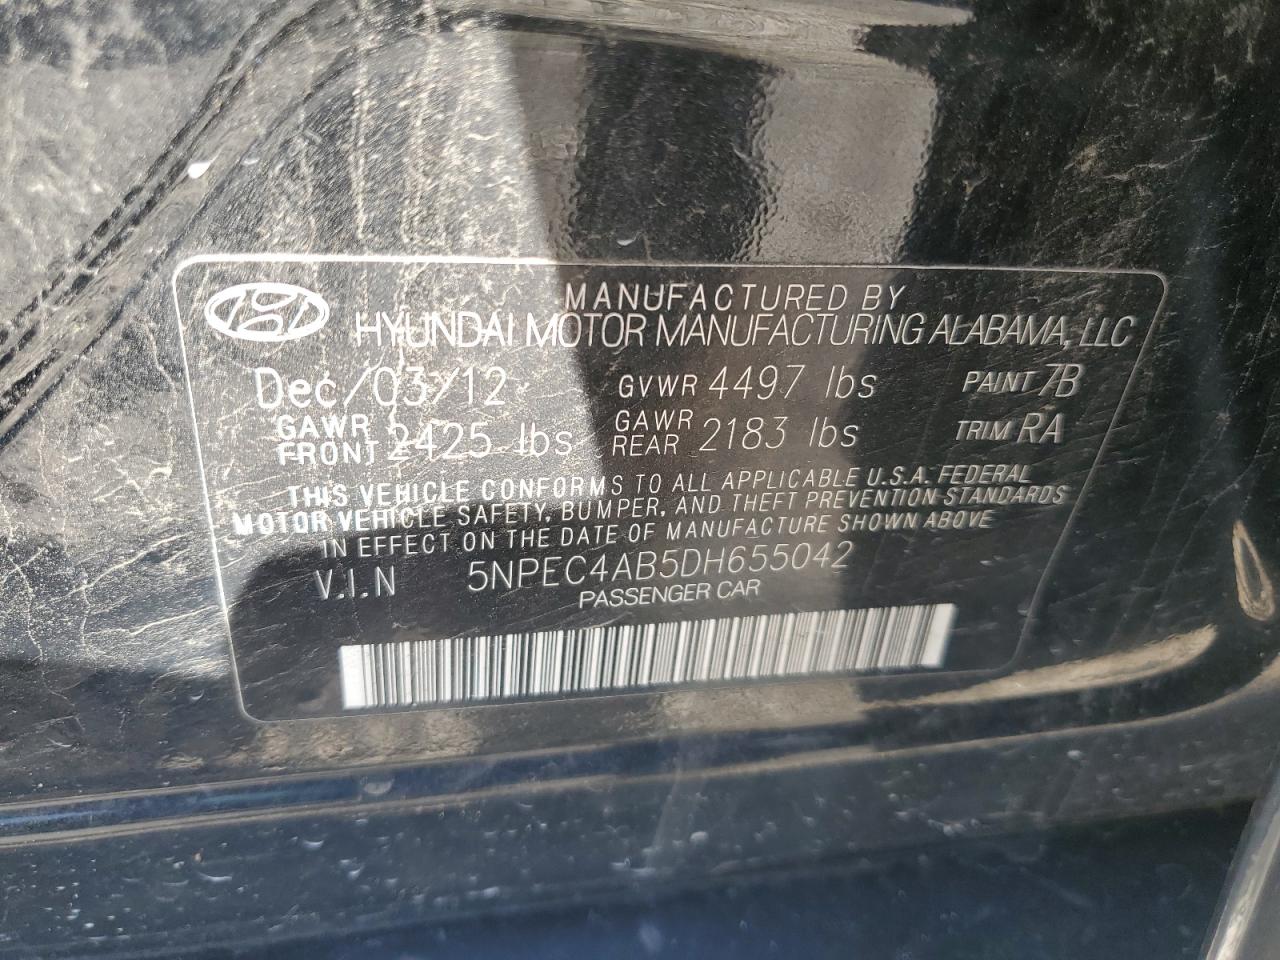 MANUFACTURED BY
HYUNDAI MOTOR MANUFACTURING ALABAMA, LLC
Dec/03/12 GVWR 4497 lbs PAINT 7B
GAWR FRONT 2425 lbs GAWR REAR 2183 lbs TRIM RA
THIS VEHICLE CONFORMS TO ALL APPLICABLE U.S.A. FEDERAL
MOTOR VEHICLE SAFETY, BUMPER, AND THEFT PREVENTION STANDARDS
IN EFFECT ON THE DATE OF MANUFACTURE SHOWN ABOVE
V.I.N 5NPEC4AB5DH655042
PASSENGER CAR